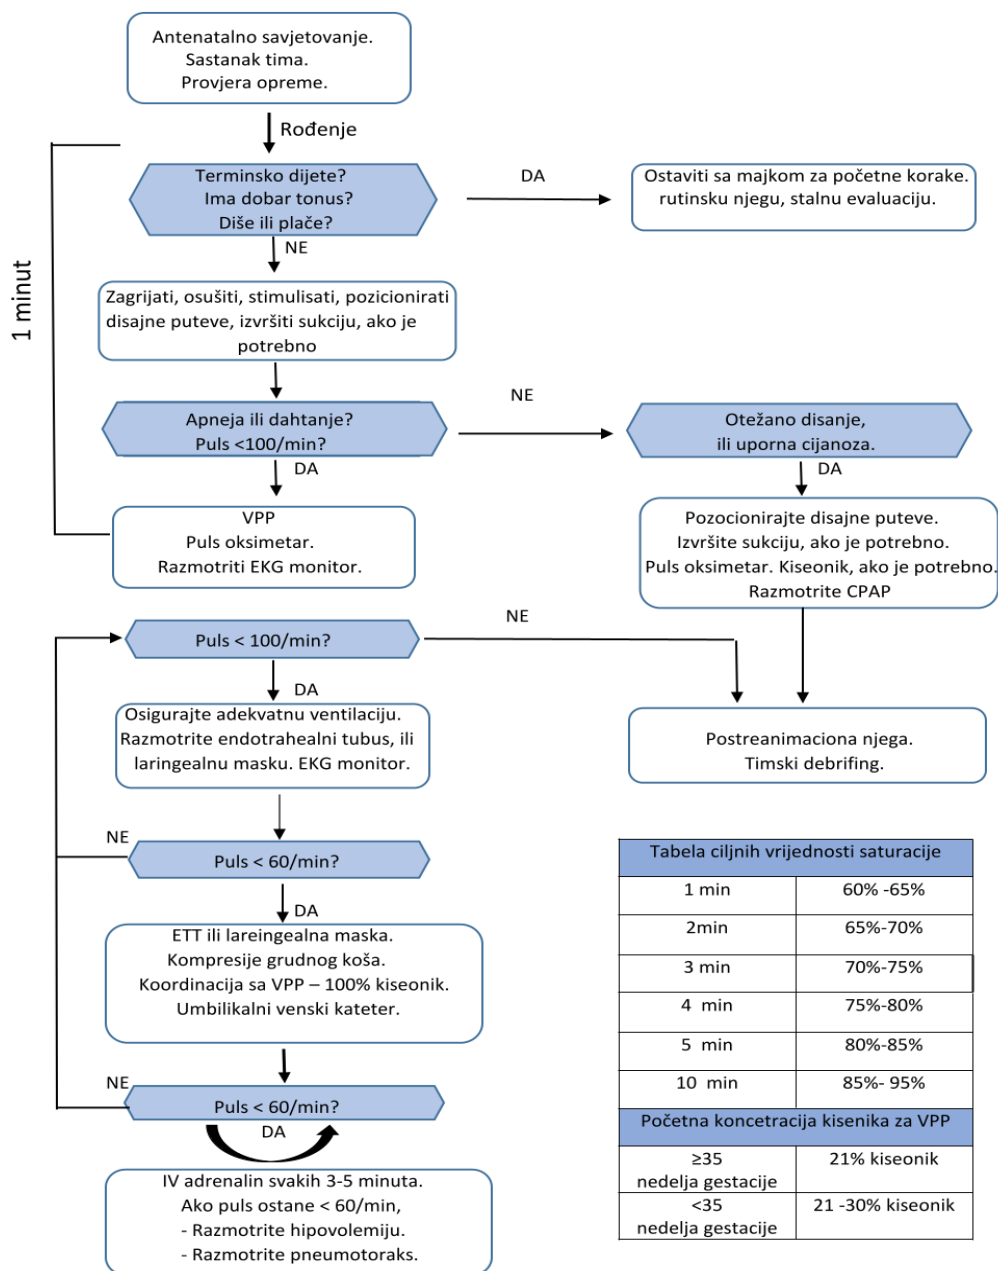 Antenatalno savjetovanje.
Sastanak tima.
Provjera opreme.
Rođenje
1 minut
Terminsko dijete?
Ima dobar tonus?
Diše ili plače?
DA
Ostaviti sa majkom za početne korake.
rutinsku njegu, stalnu evaluaciju.
NE
Zagrijati, osušiti, stimulisati, pozicionirati
disajne puteve, izvršiti sukciju, ako je
potrebno
Apneja ili dahtanje?
Puls <100/min?
NE
Otežano disanje,
ili uporna cijanoza.
DA
DA
VPP
Puls oksimetar.
Razmotriti EKG monitor.
Pozocionirajte disajne puteve.
Izvršite sukciju, ako je potrebno.
Puls oksimetar. Kiseonik, ako je potrebno.
Razmotrite CPAP
Puls < 100/min?
NE
DA
Osigurajte adekvatnu ventilaciju.
Razmotrite endotrahealni tubus, ili
laringealnu masku. EKG monitor.
Postreanimaciona njega.
Timski debrifing.
NE
Puls < 60/min?
DA
ETT ili lareingealna maska.
Kompresije grudnog koša.
Koordinacija sa VPP – 100% kiseonik.
Umbilikalni venski kateter.
NE
Puls < 60/min?
DA
IV adrenalin svakih 3-5 minuta.
Ako puls ostane < 60/min,
- Razmotrite hipovolemiju.
- Razmotrite pneumotoraks.
Tabela ciljnih vrijednosti saturacije
1 min 60% -65%
2min 65%-70%
3 min 70%-75%
4 min 75%-80%
5 min 80%-85%
10 min 85%- 95%
Početna koncetracija kisenika za VPP
≥35
nedelja gestacije
21% kiseonik
<35
nedelja gestacije
21 -30% kiseonik